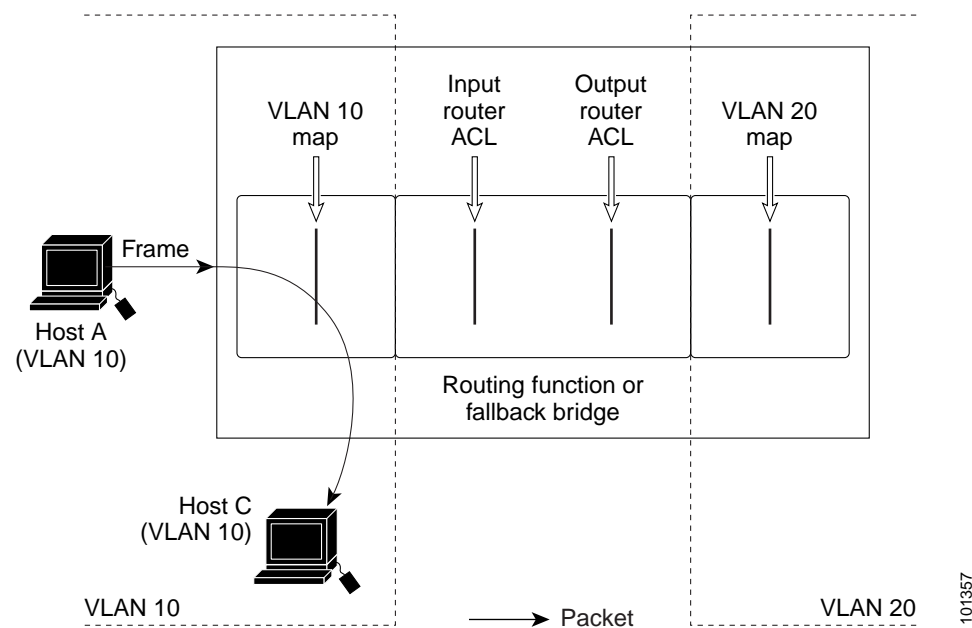 VLAN 10
map
Input
router
ACL
Output
router
ACL
VLAN 20
map
Frame
Host A
(VLAN 10)
Routing function or
fallback bridge
Host C
(VLAN 10)
VLAN 10
Packet
VLAN 20
101357